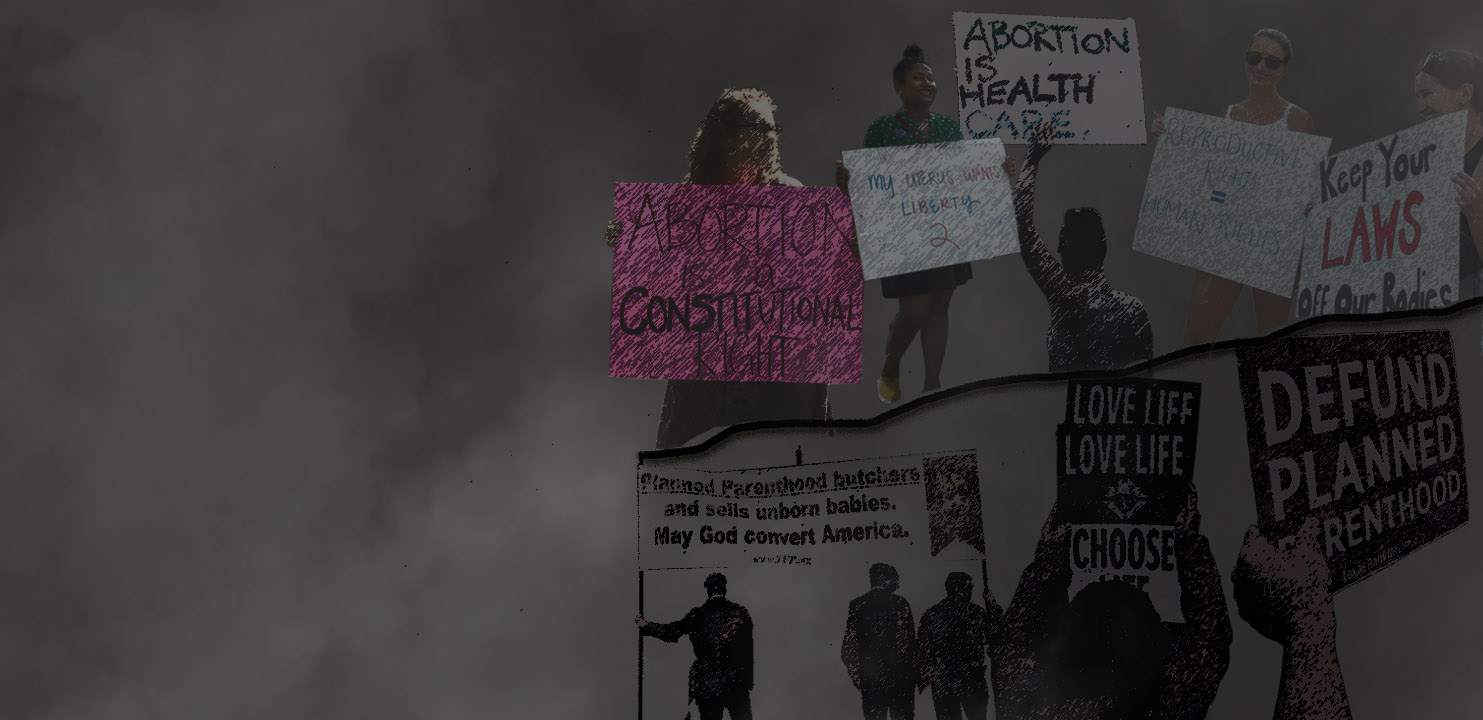 ABORTION
IS
HEALTH
CARE.
ABORTION
IS a
CONSTITUTIONAL
RIGHT
my UTERUS WANTS
LIBERTY
2
REPRODUCTIVE
RIGHTS
=
HUMAN RIGHTS
Keep Your
LAWS
OFF Our Bodies
Planned Parenthood butchers
and sells unborn babies.
May God convert America.
LOVE LIFE
LOVE LIFE
CHOOSE
LIFE
DEFUND
PLANNED
PARENTHOOD